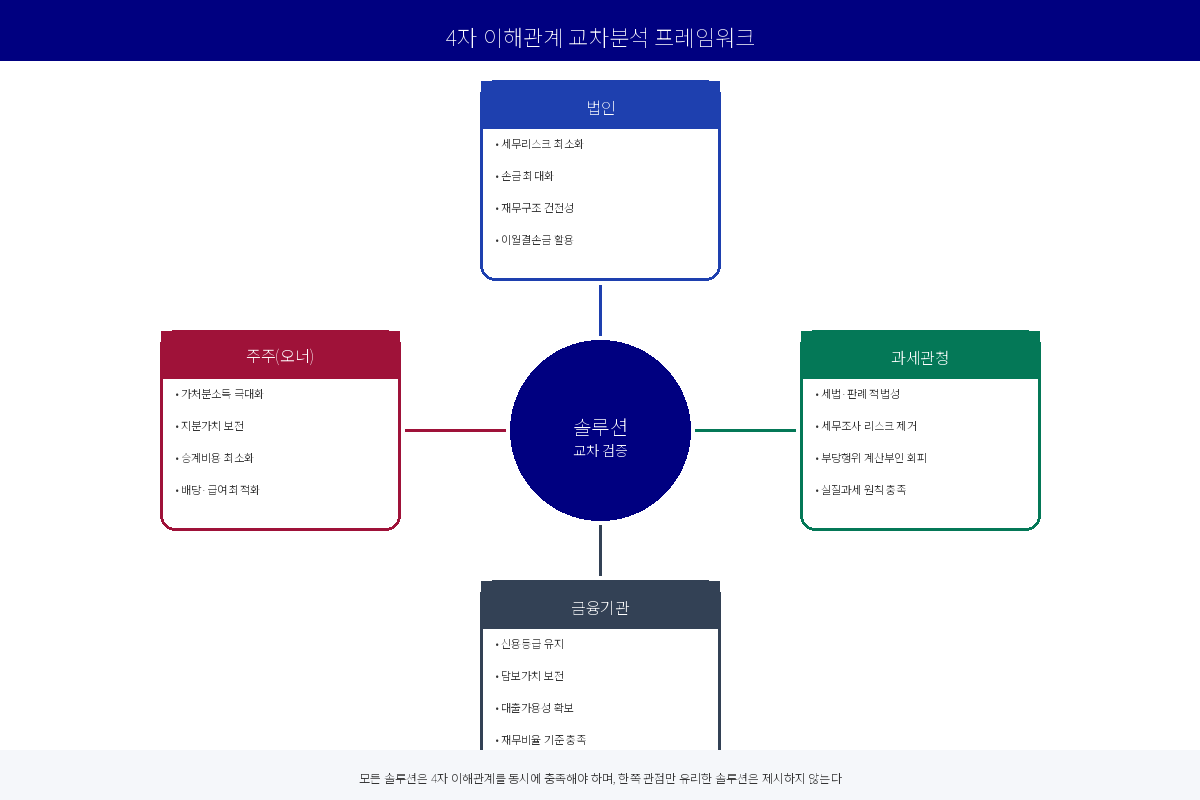 4자 이해관계 교차분석 프레임워크
법인
• 세무리스크 최소화
• 손금 최대화
• 재무구조 건전성
• 이월결손금 활용
주주(오너)
• 가처분소득 극대화
• 지분가치 보전
• 승계비용 최소화
• 배당·급여 최적화
솔루션
교차 검증
과세관청
• 세법·판례 적법성
• 세무조사 리스크 제거
• 부당행위 계산부인 회피
• 실질과세 원칙 충족
금융기관
• 신용등급 유지
• 담보가치 보전
• 대출가용성 확보
• 재무비율 기준 충족
모든 솔루션은 4자 이해관계를 동시에 충족해야 하며, 한쪽 관점만 유리한 솔루션은 제시하지 않는다